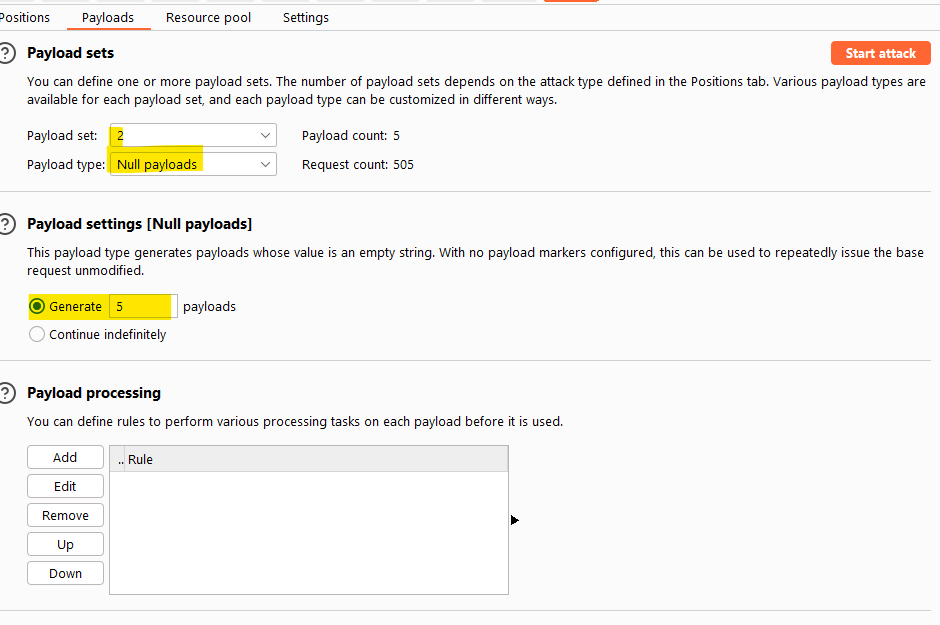 Positions Payloads Resource pool Settings
? Payload sets Start attack
You can define one or more payload sets. The number of payload sets depends on the attack type defined in the Positions tab. Various payload types are
available for each payload set, and each payload type can be customized in different ways.
Payload set: 2 Payload count: 5
Payload type: Null payloads Request count: 505
? Payload settings [Null payloads]
This payload type generates payloads whose value is an empty string. With no payload markers configured, this can be used to repeatedly issue the base
request unmodified.
Generate 5 payloads
Continue indefinitely
? Payload processing
You can define rules to perform various processing tasks on each payload before it is used.
Add .. Rule
Edit
Remove
Up
Down